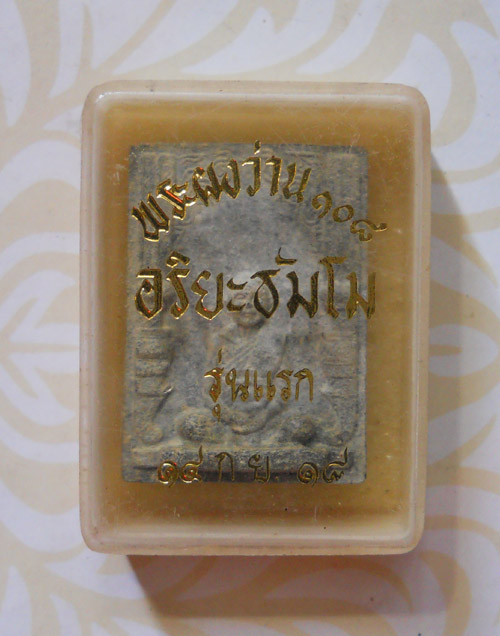 พระผงว่าน ๑๐๘
อริยะธัมโม
รุ่นแรก
๑๔ ก.ย. ๑๙